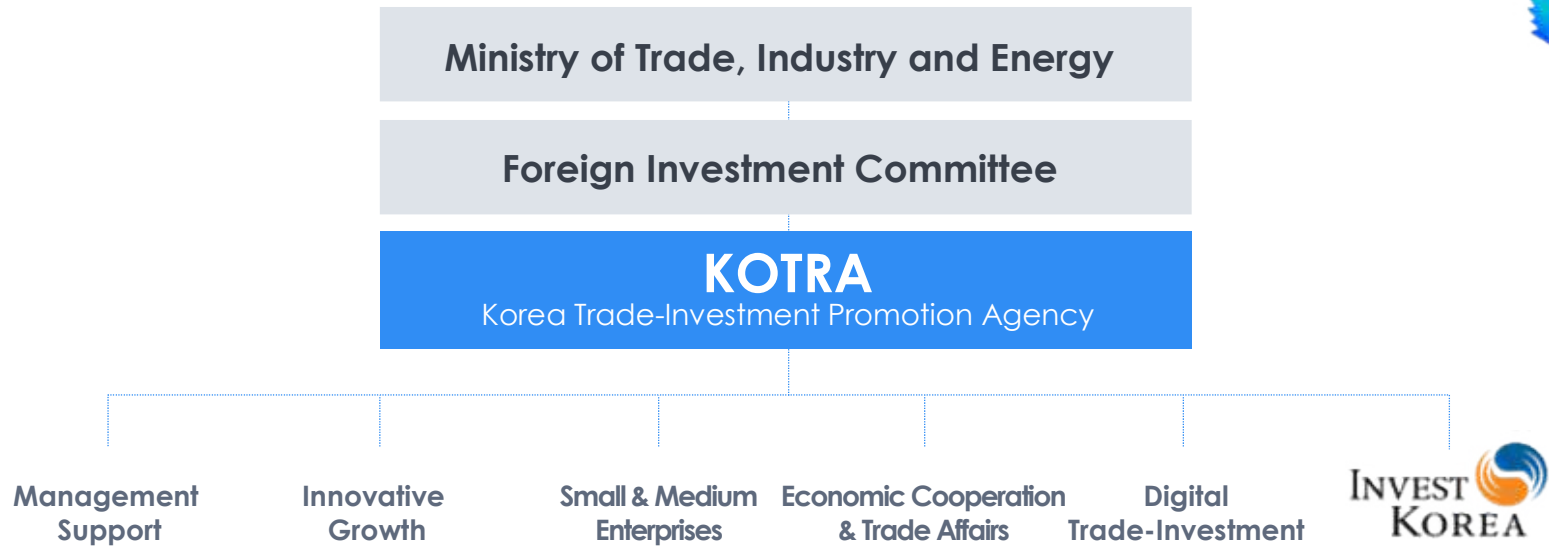 Ministry of Trade, Industry and Energy
Foreign Investment Committee
KOTRA
Korea Trade-Investment Promotion Agency
Management
Support
Innovative
Growth
Small & Medium
Enterprises
Economic Cooperation
& Trade Affairs
Digital
Trade-Investment
INVEST
KOREA